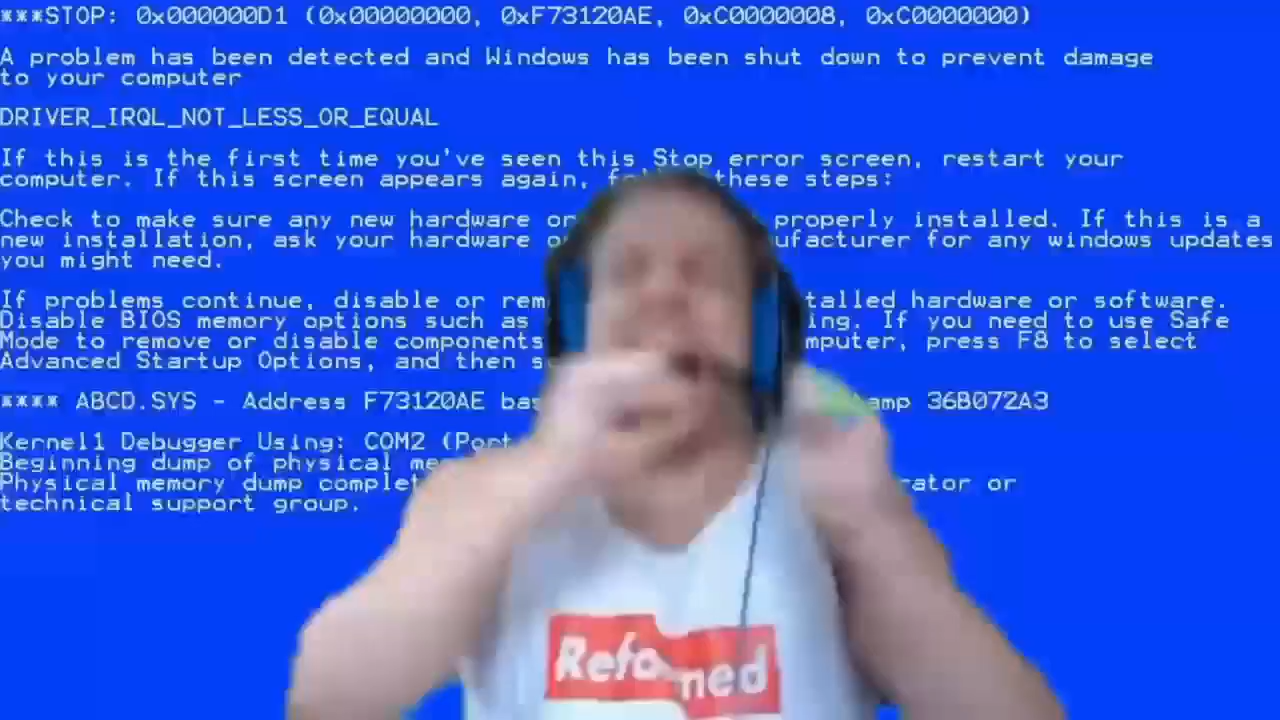 ***STOP: 0x000000D1 (0x00000000, 0xF73120AE, 0xC0000008, 0xC0000000)
A problem has been detected and Windows has been shut down to prevent damage
to your computer
DRIVER_IRQL_NOT_LESS_OR_EQUAL
If this is the first time you've seen this Stop error screen, restart your
computer. If this screen appears again, these steps:
Check to make sure any new hardware or properly installed. If this is a
new installation, ask your hardware for any windows updates
you might need.
If problems continue, disable or hardware or software.
Disable BIOS memory options such as If you need to use Safe
Mode to remove or disable components press F8 to select
Advanced Startup Options, and then
**** ABCD.SYS - Address F73120AE 36B072A3
Kernel1 Debugger Using: COM2
Beginning dump of physical
Physical memory dump or
technical support group.
Reformed